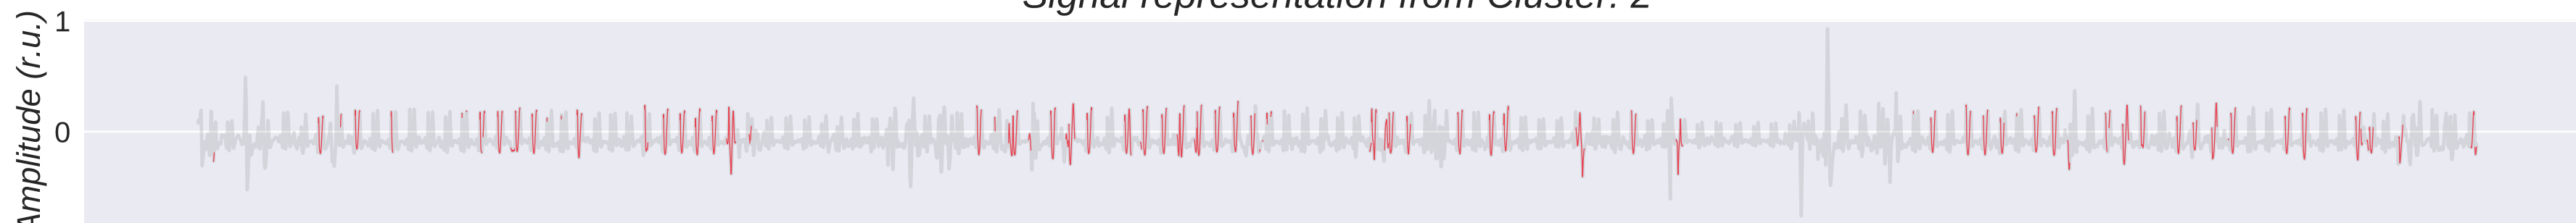 Signal representation from Cluster: 2
Amplitude (r.u.)
1
0